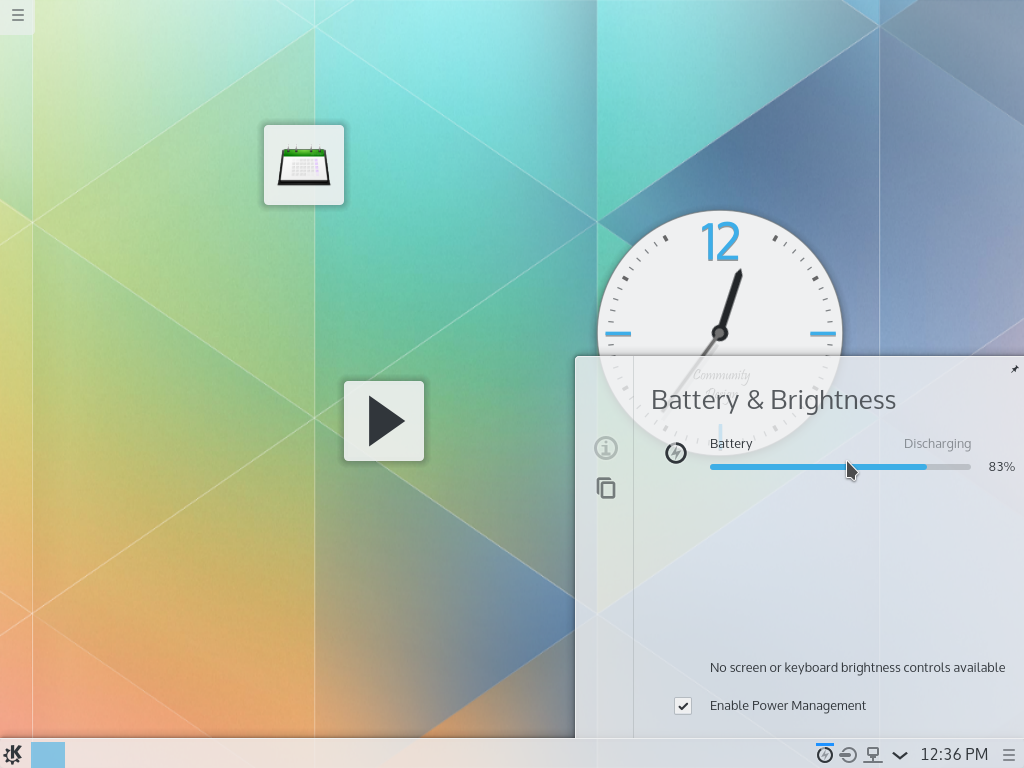 12
Community
Battery & Brightness
Battery
Discharging
83%
No screen or keyboard brightness controls available
Enable Power Management
12:36 PM